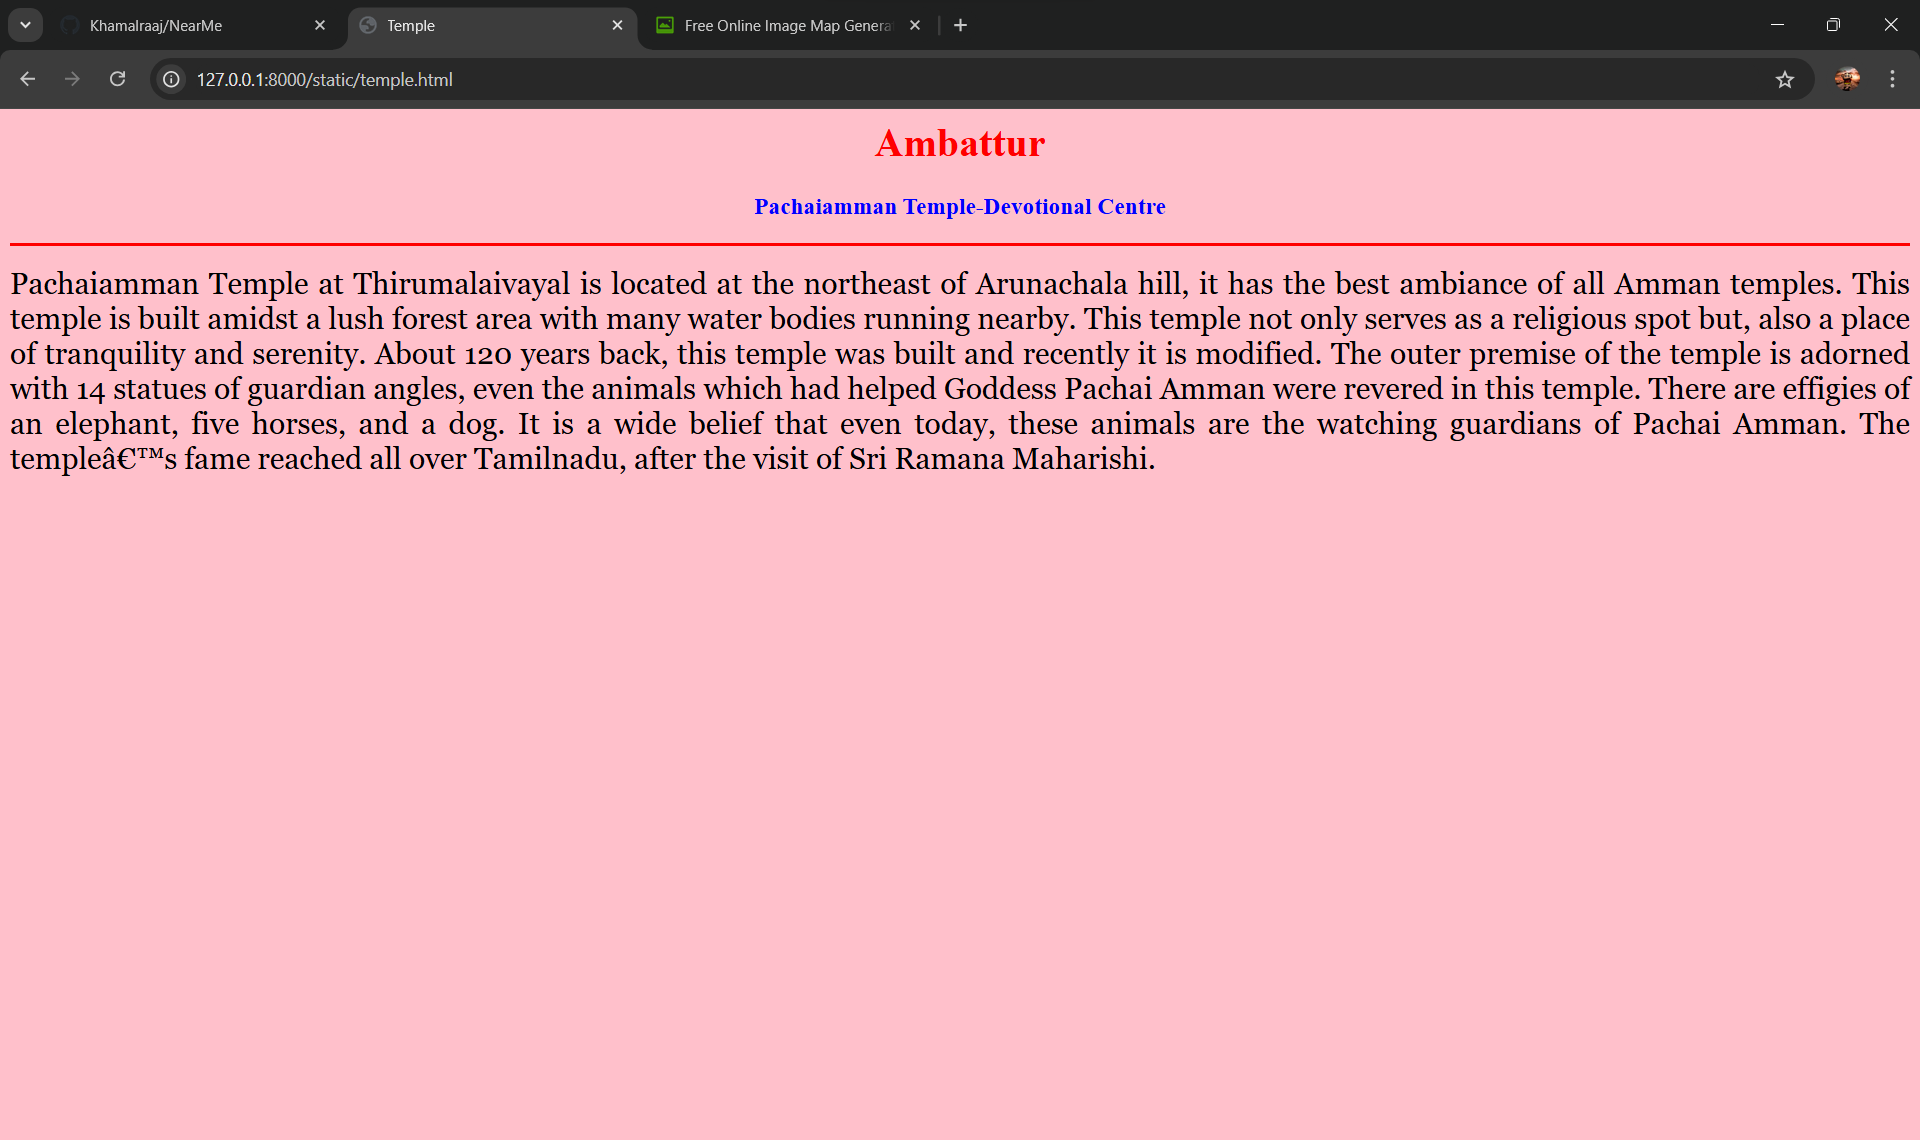 Khamalraaj/NearMe
Temple
Free Online Image Map Genera
127.0.0.1:8000/static/temple.html
Ambattur
Pachaiamman Temple-Devotional Centre
Pachaiamman Temple at Thirumalaivayal is located at the northeast of Arunachala hill, it has the best ambiance of all Amman temples. This
temple is built amidst a lush forest area with many water bodies running nearby. This temple not only serves as a religious spot but, also a place
of tranquility and serenity. About 120 years back, this temple was built and recently it is modified. The outer premise of the temple is adorned
with 14 statues of guardian angles, even the animals which had helped Goddess Pachai Amman were revered in this temple. There are effigies of
an elephant, five horses, and a dog. It is a wide belief that even today, these animals are the watching guardians of Pachai Amman. The
templeâ€™s fame reached all over Tamilnadu, after the visit of Sri Ramana Maharishi.